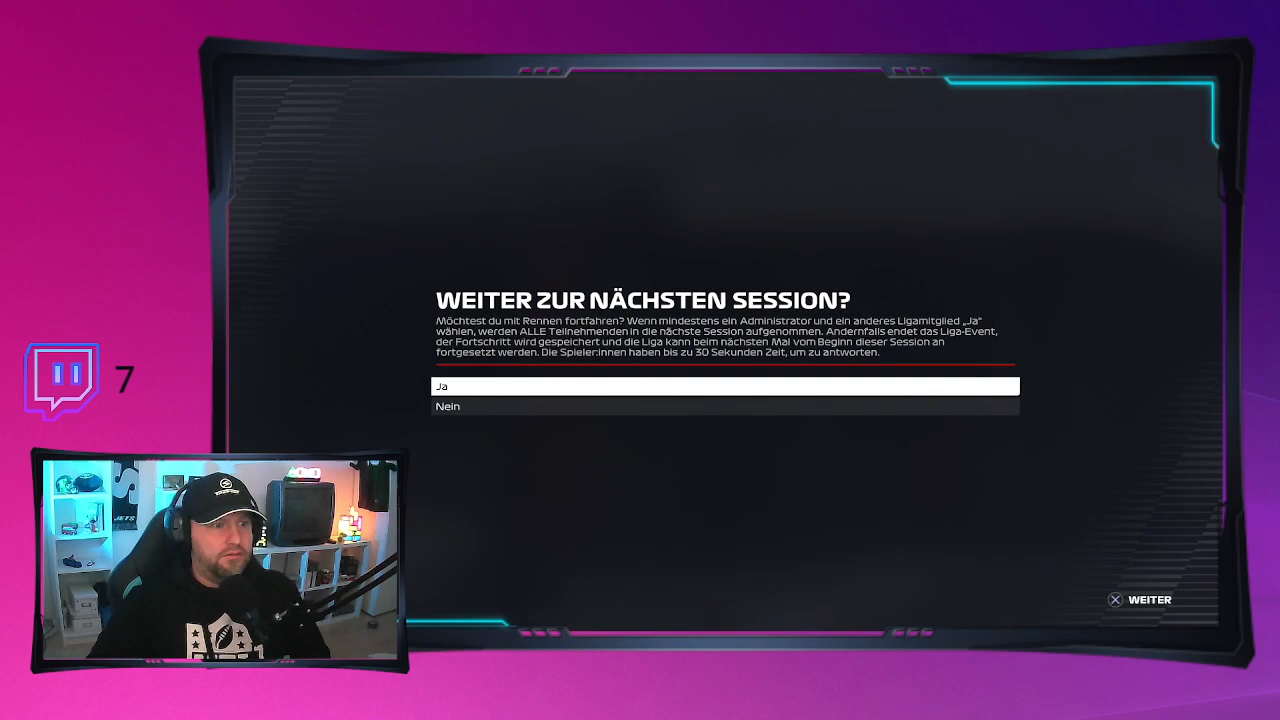 WEITER ZUR NÄCHSTEN SESSION?
Möchtest du mit Rennen fortfahren? Wenn mindestens ein Administrator und ein anderes Ligamitglied „Ja“
wählen, werden ALLE Teilnehmenden in die nächste Session aufgenommen. Andernfalls endet das Liga-Event,
der Fortschritt wird gespeichert und die Liga kann beim nächsten Mal vom Beginn dieser Session an
fortgesetzt werden. Die Spieler:innen haben bis zu 30 Sekunden Zeit, um zu antworten.
Ja
Nein
7
JETS
WEITER